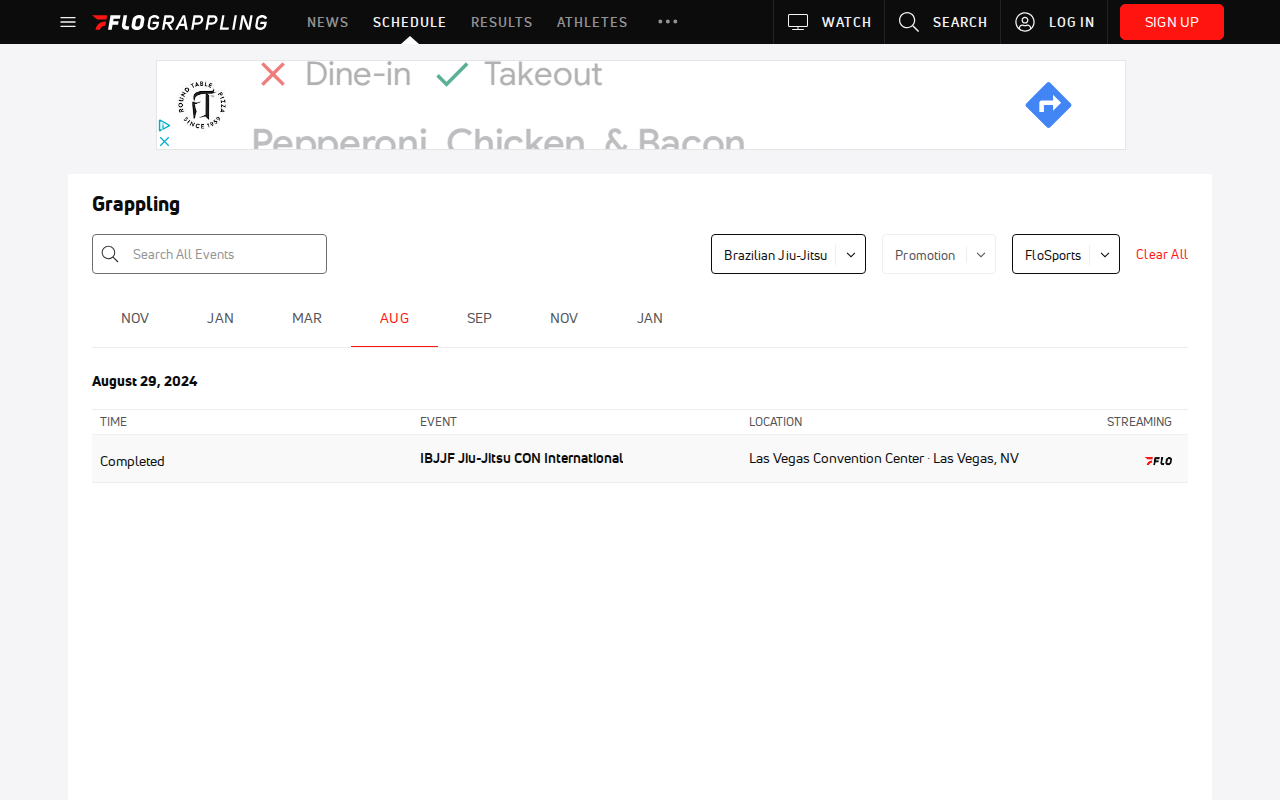 FLOGRAPPLING NEWS SCHEDULE RESULTS ATHLETES WATCH SEARCH LOG IN SIGN UP
ROUND TABLE PIZZA SINCE 1959
Dine-in Takeout
Pepperoni, Chicken, & Bacon
Grappling
Search All Events Brazilian Jiu-Jitsu Promotion FloSports Clear All
NOV JAN MAR AUG SEP NOV JAN
August 29, 2024
TIME EVENT LOCATION STREAMING
Completed IBJJF Jiu-Jitsu CON International Las Vegas Convention Center · Las Vegas, NV FLO